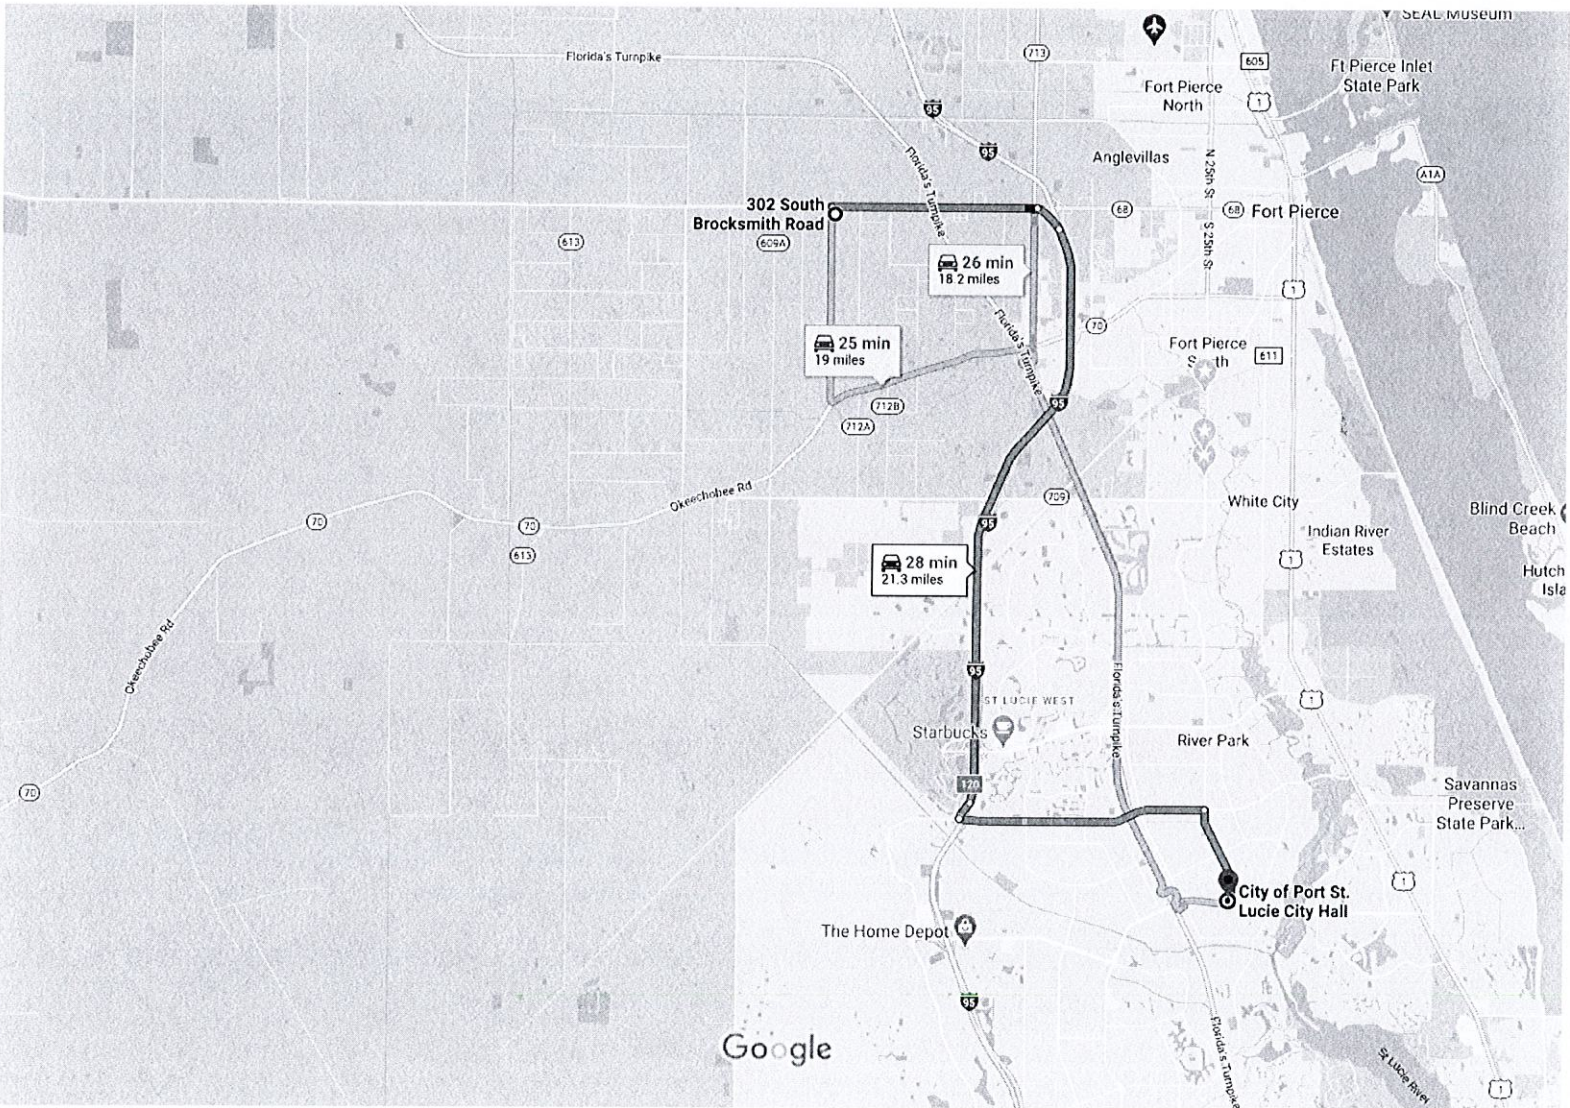 SEAL Museum
Florida's Turnpike
713
605
Ft Pierce Inlet
State Park
Fort Pierce
North
1
95
95
Anglevillas
N 25th St
A1A
Florida's Turnpike
302 South
Brocksmith Road
68
68
Fort Pierce
613
609A
S 25th St
26 min
18.2 miles
1
Florida's Turnpike
70
25 min
19 miles
Fort Pierce
S th
611
712B
95
712A
Okeechobee Rd
709
White City
Blind Creek
Beach
70
70
95
Indian River
Estates
613
28 min
21.3 miles
1
Hutch
Isla
Okeechobee Rd
95
Florida's Turnpike
ST LUCIE WEST
1
Starbucks
River Park
120
70
Savannas
Preserve
State Park...
1
City of Port St.
Lucie City Hall
The Home Depot
95
Google
Florida's Turnpike
St Lucie River
1